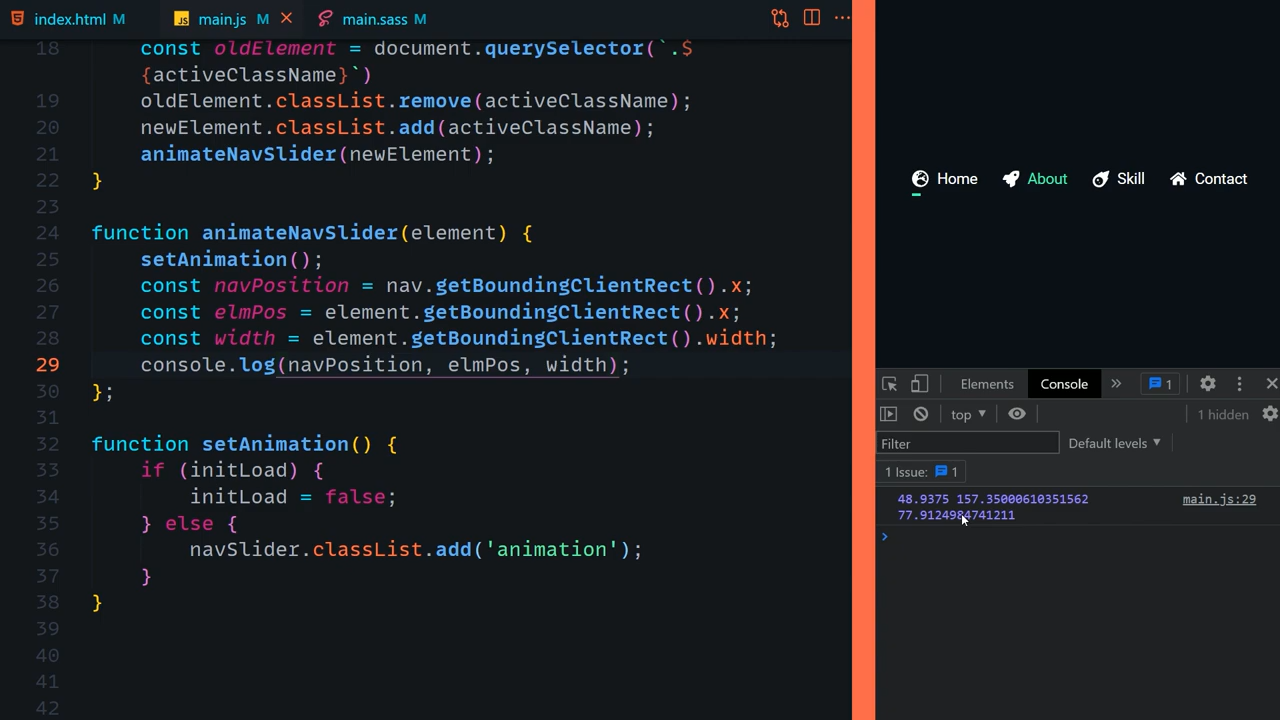 index.html M
JS main.js M
main.sass M
18 const oldElement = document.querySelector(`.$
{activeClassName}`)
19 oldElement.classList.remove(activeClassName);
20 newElement.classList.add(activeClassName);
21 animateNavSlider(newElement);
22 }
23
24 function animateNavSlider(element) {
25 setAnimation();
26 const navPosition = nav.getBoundingClientRect().x;
27 const elmPos = element.getBoundingClientRect().x;
28 const width = element.getBoundingClientRect().width;
29 console.log(navPosition, elmPos, width);
30 };
31
32 function setAnimation() {
33 if (initLoad) {
34 initLoad = false;
35 } else {
36 navSlider.classList.add('animation');
37 }
38 }
39
40
41
42
Home About Skill Contact
Elements Console » 1
top 1 hidden
Filter Default levels
1 Issue: 1
48.9375 157.35000610351562 main.js:29
77.9124984741211
>